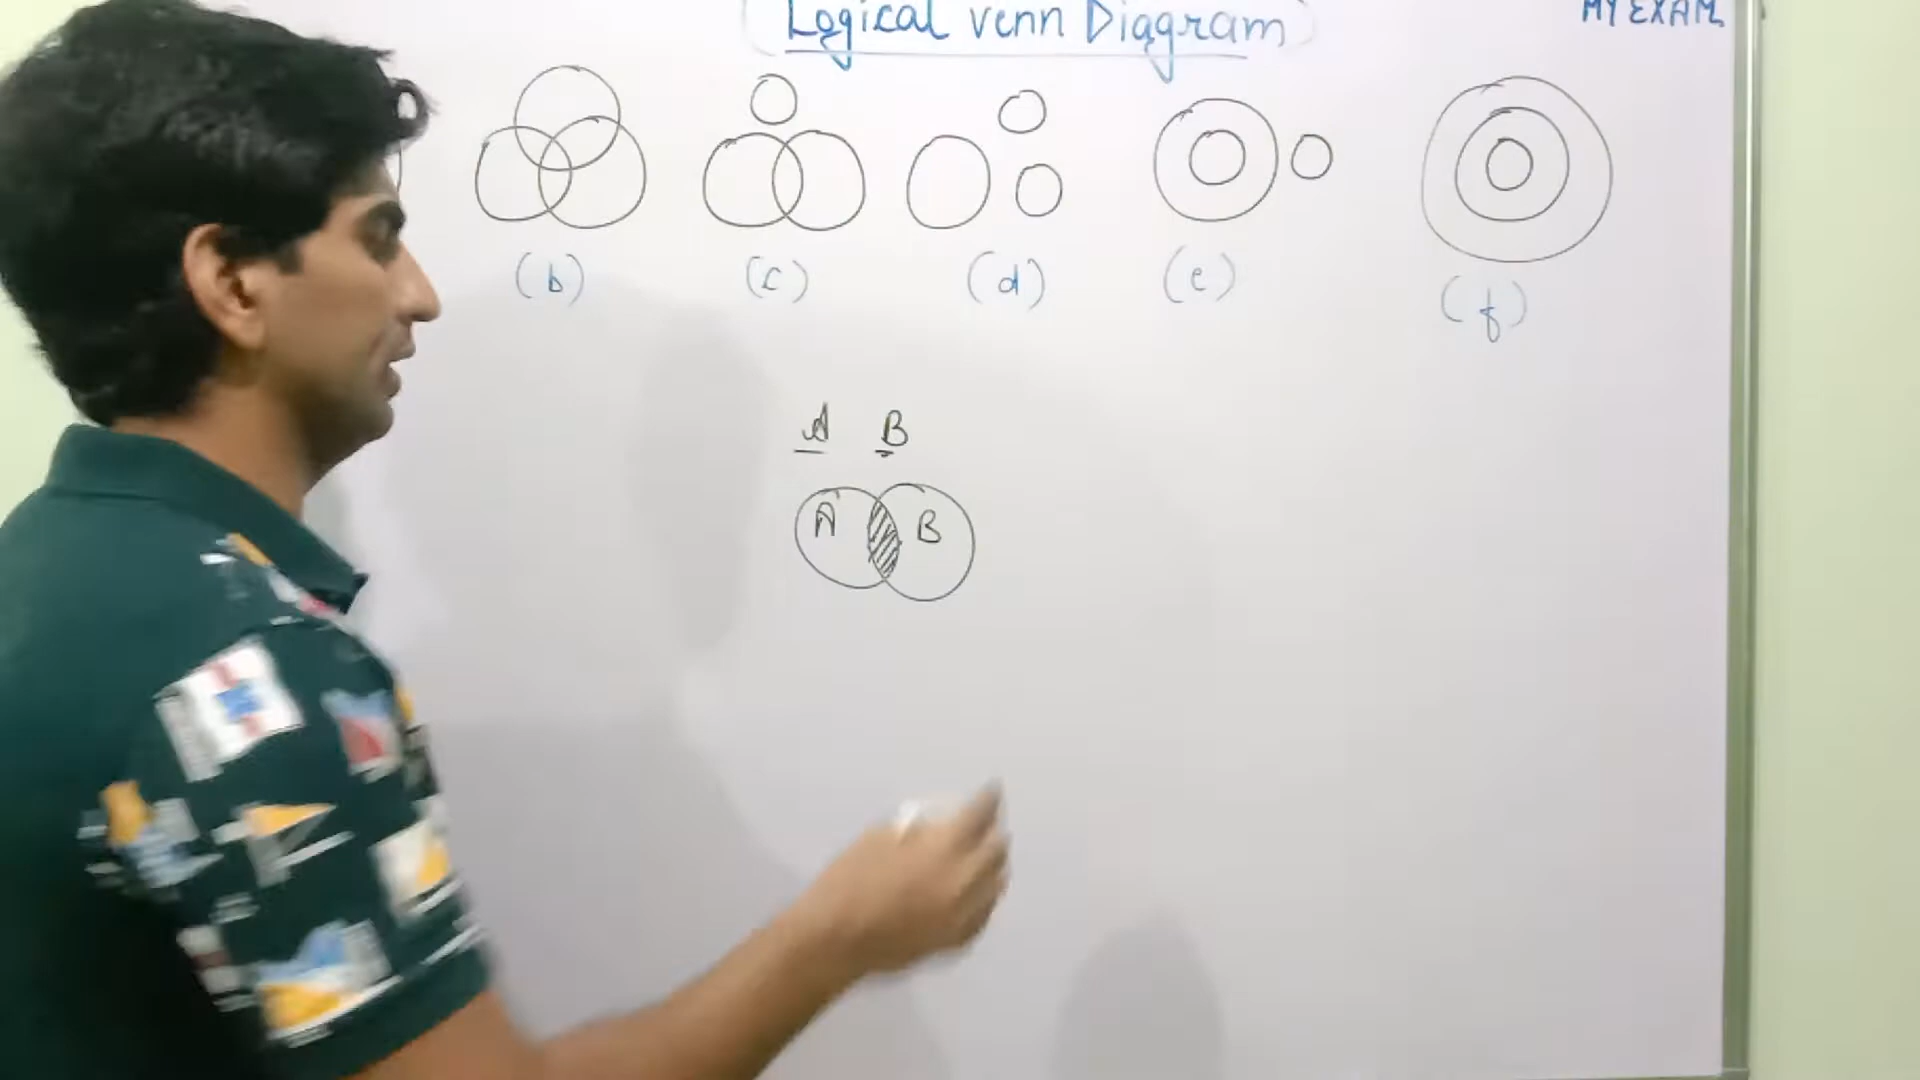 Logical Venn Diagram
MY EXAM
(b) (c) (d) (e) (f)
A B
A B